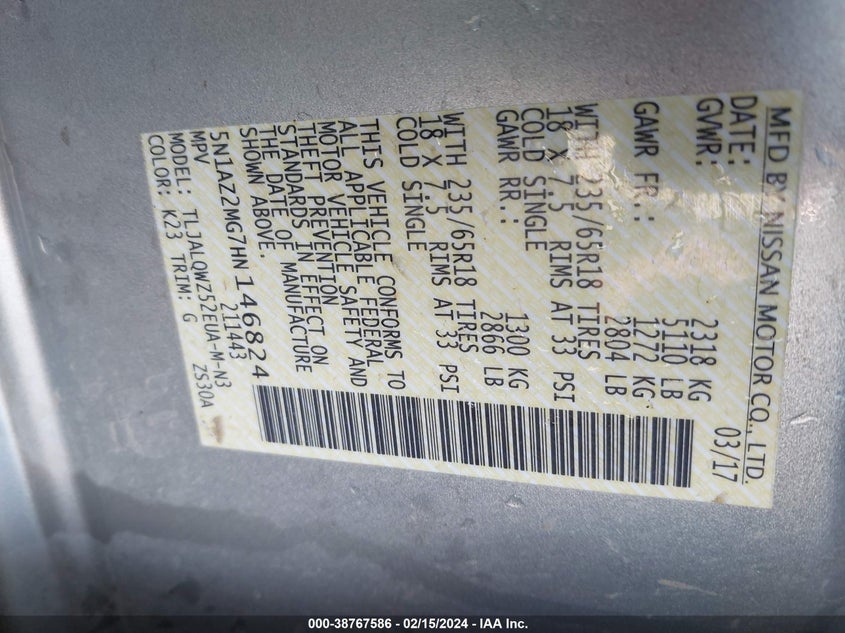 MFD BY NISSAN MOTOR CO., LTD.
DATE: 03/17
GVWR: 2318 KG
5110 LB
GAWR FR.: 1272 KG
2804 LB
WITH 235/65R18 TIRES
18 X 7.5 RIMS AT 33 PSI
COLD SINGLE
GAWR RR.: 1300 KG
2866 LB
WITH 235/65R18 TIRES
18 X 7.5 RIMS AT 33 PSI
COLD SINGLE
THIS VEHICLE CONFORMS TO
ALL APPLICABLE FEDERAL
MOTOR VEHICLE SAFETY AND
THEFT PREVENTION
STANDARDS IN EFFECT ON
THE DATE OF MANUFACTURE
SHOWN ABOVE.
5N1AZ2MG7HN146824
MPV 211443
MODEL: TLJALQWZ52EUA-M-N3
COLOR: K23 TRIM: G ZS30A
000-38767586 - 02/15/2024 - IAA Inc.